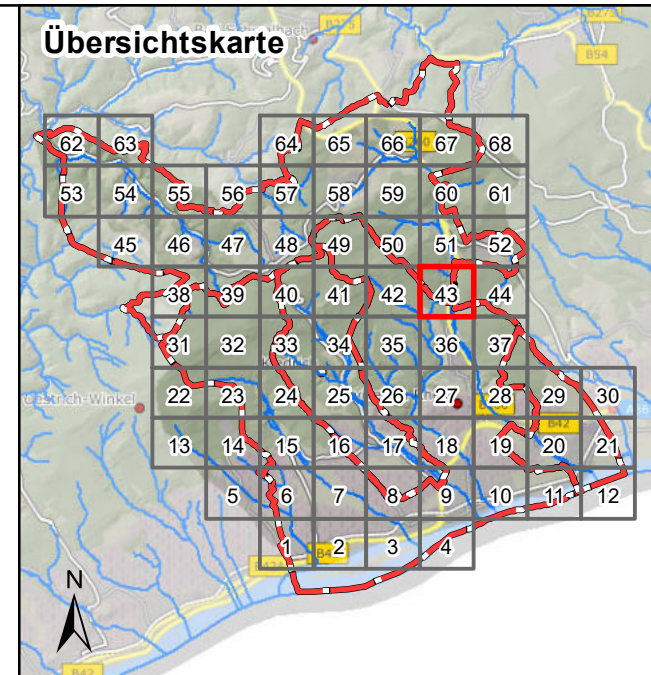 Übersichtskarte
62 63 64 65 66 67 68
53 54 55 56 57 58 59 60 61
45 46 47 48 49 50 51 52
38 39 40 41 42 43 44
31 32 33 34 35 36 37
22 23 24 25 26 27 28 29 30
Oestrich-Winkel
B42
13 14 15 16 17 18 19 20 21
5 6 7 8 9 10 11 12
1 2 3 4
N
B42
B54